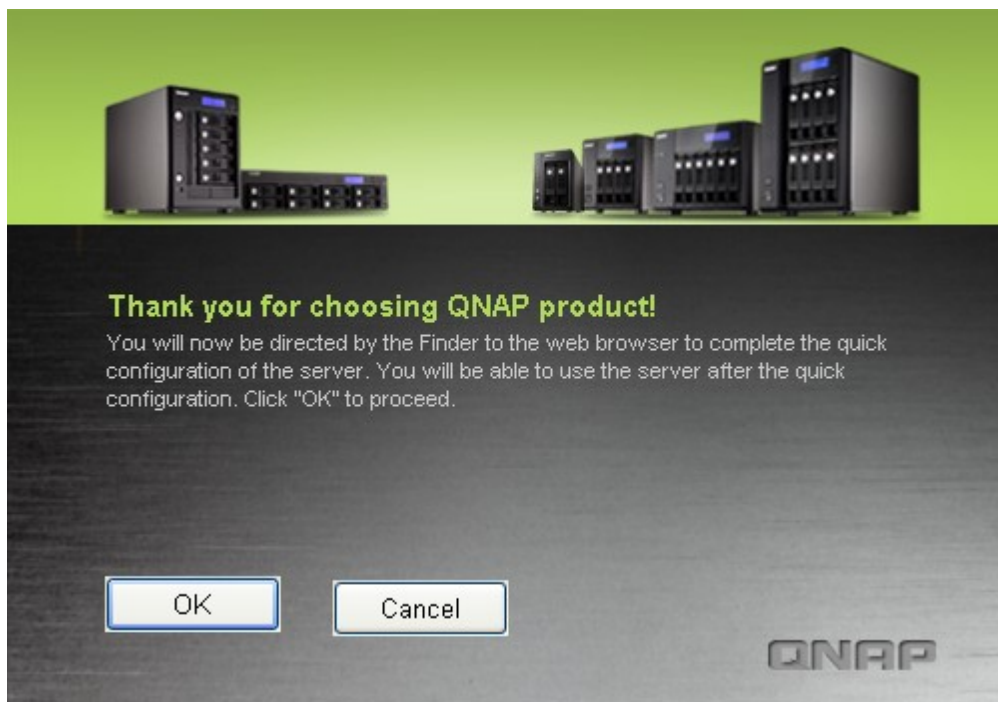 Thank you for choosing QNAP product!
You will now be directed by the Finder to the web browser to complete the quick
configuration of the server. You will be able to use the server after the quick
configuration. Click "OK" to proceed.
OK
Cancel
QNAP